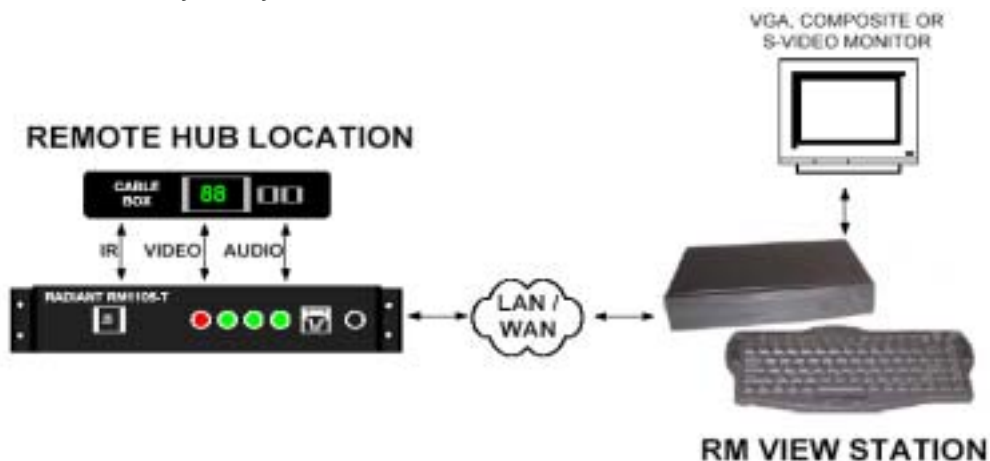 VGA, COMPOSITE OR
S-VIDEO MONITOR
REMOTE HUB LOCATION
CABLE
BOX
88
IR VIDEO AUDIO
RADIANT RM1105-T
LAN /
WAN
RM VIEW STATION